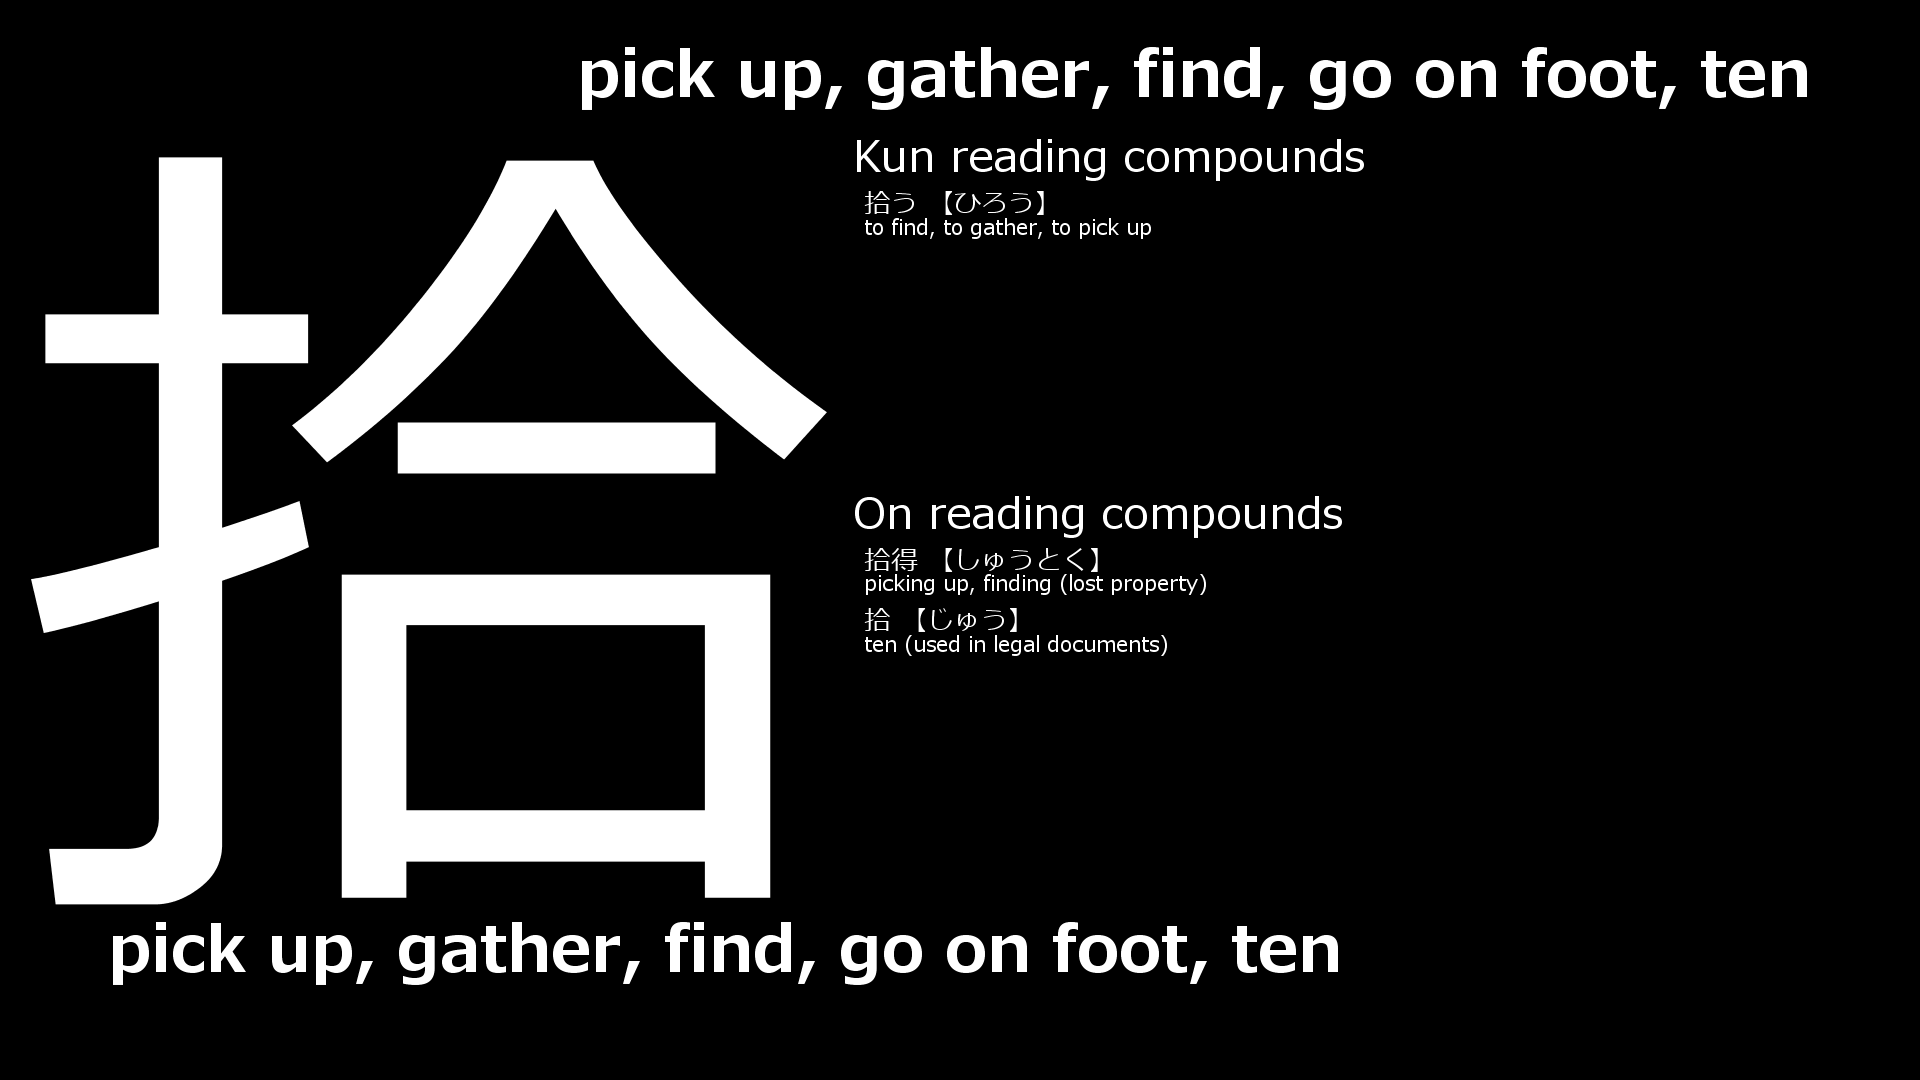 pick up, gather, find, go on foot, ten
拾
Kun reading compounds
拾う 【ひろう】
to find, to gather, to pick up
On reading compounds
拾得 【しゅうとく】
picking up, finding (lost property)
拾 【じゅう】
ten (used in legal documents)
pick up, gather, find, go on foot, ten